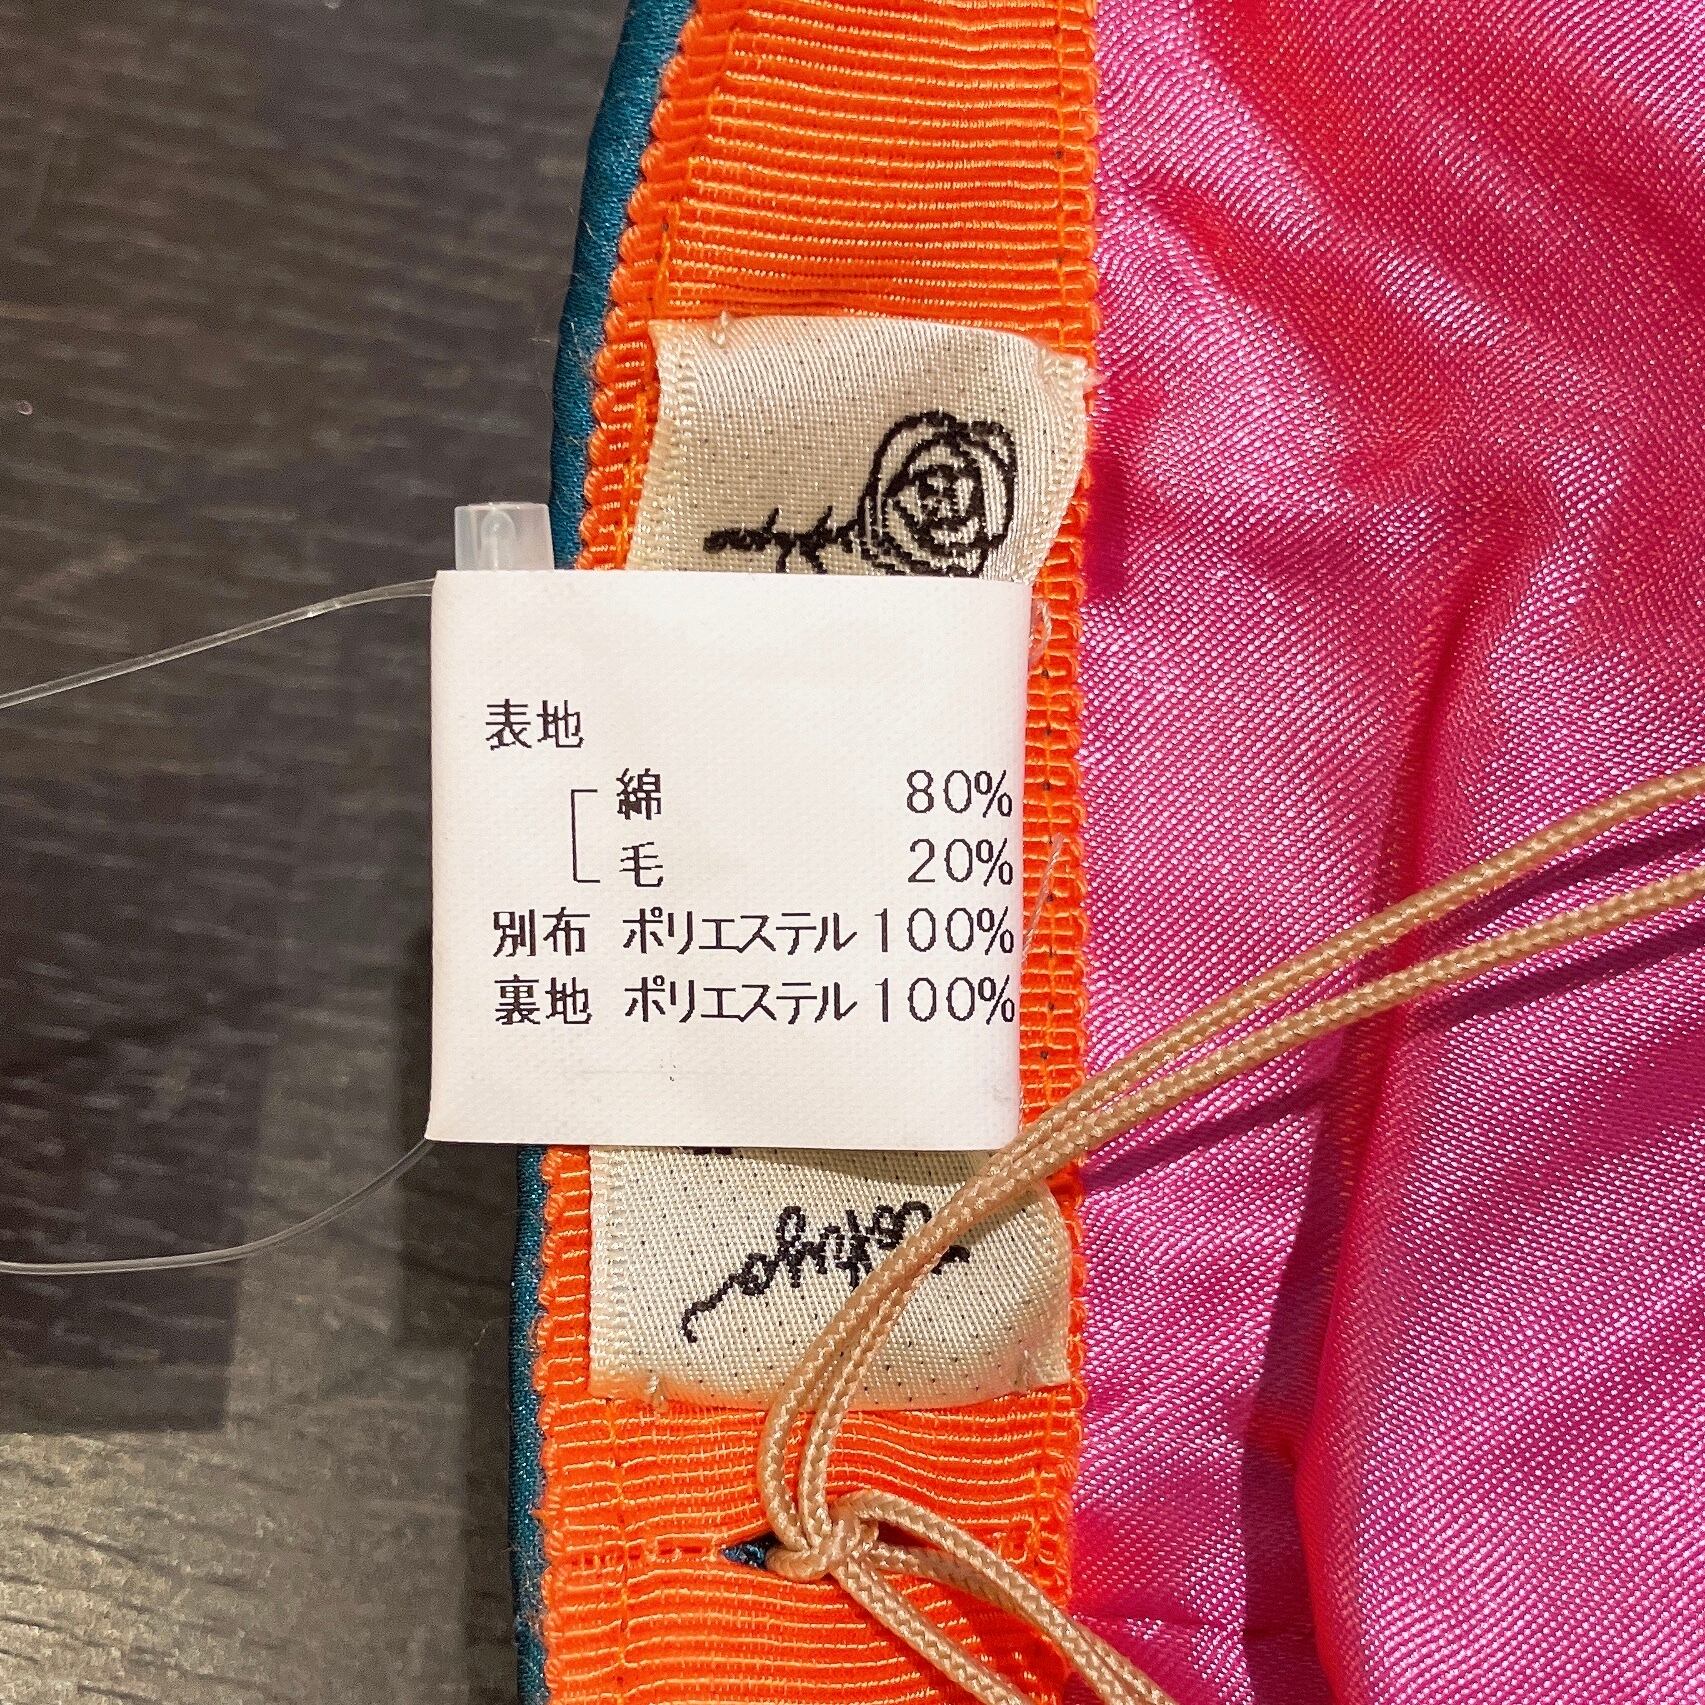 表地
綿 80%
毛 20%
別布 ポリエステル 100%
裏地 ポリエステル 100%